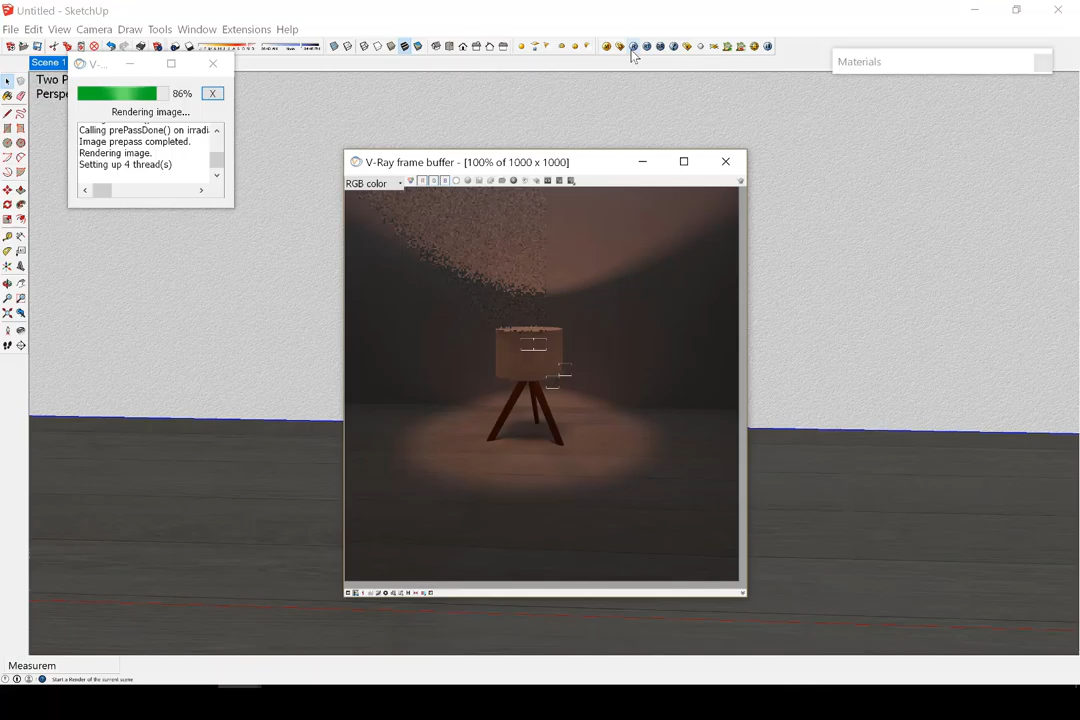 Untitled - SketchUp
File Edit View Camera Draw Tools Window Extensions Help
Scene 1
Two P
Perspe
V-...
86%
X
Rendering image...
Calling prePassDone() on irradi
Image prepass completed.
Rendering image.
Setting up 4 thread(s)
Materials
V-Ray frame buffer - [100% of 1000 x 1000]
RGB color
Measurem
Start a Render of the current scene